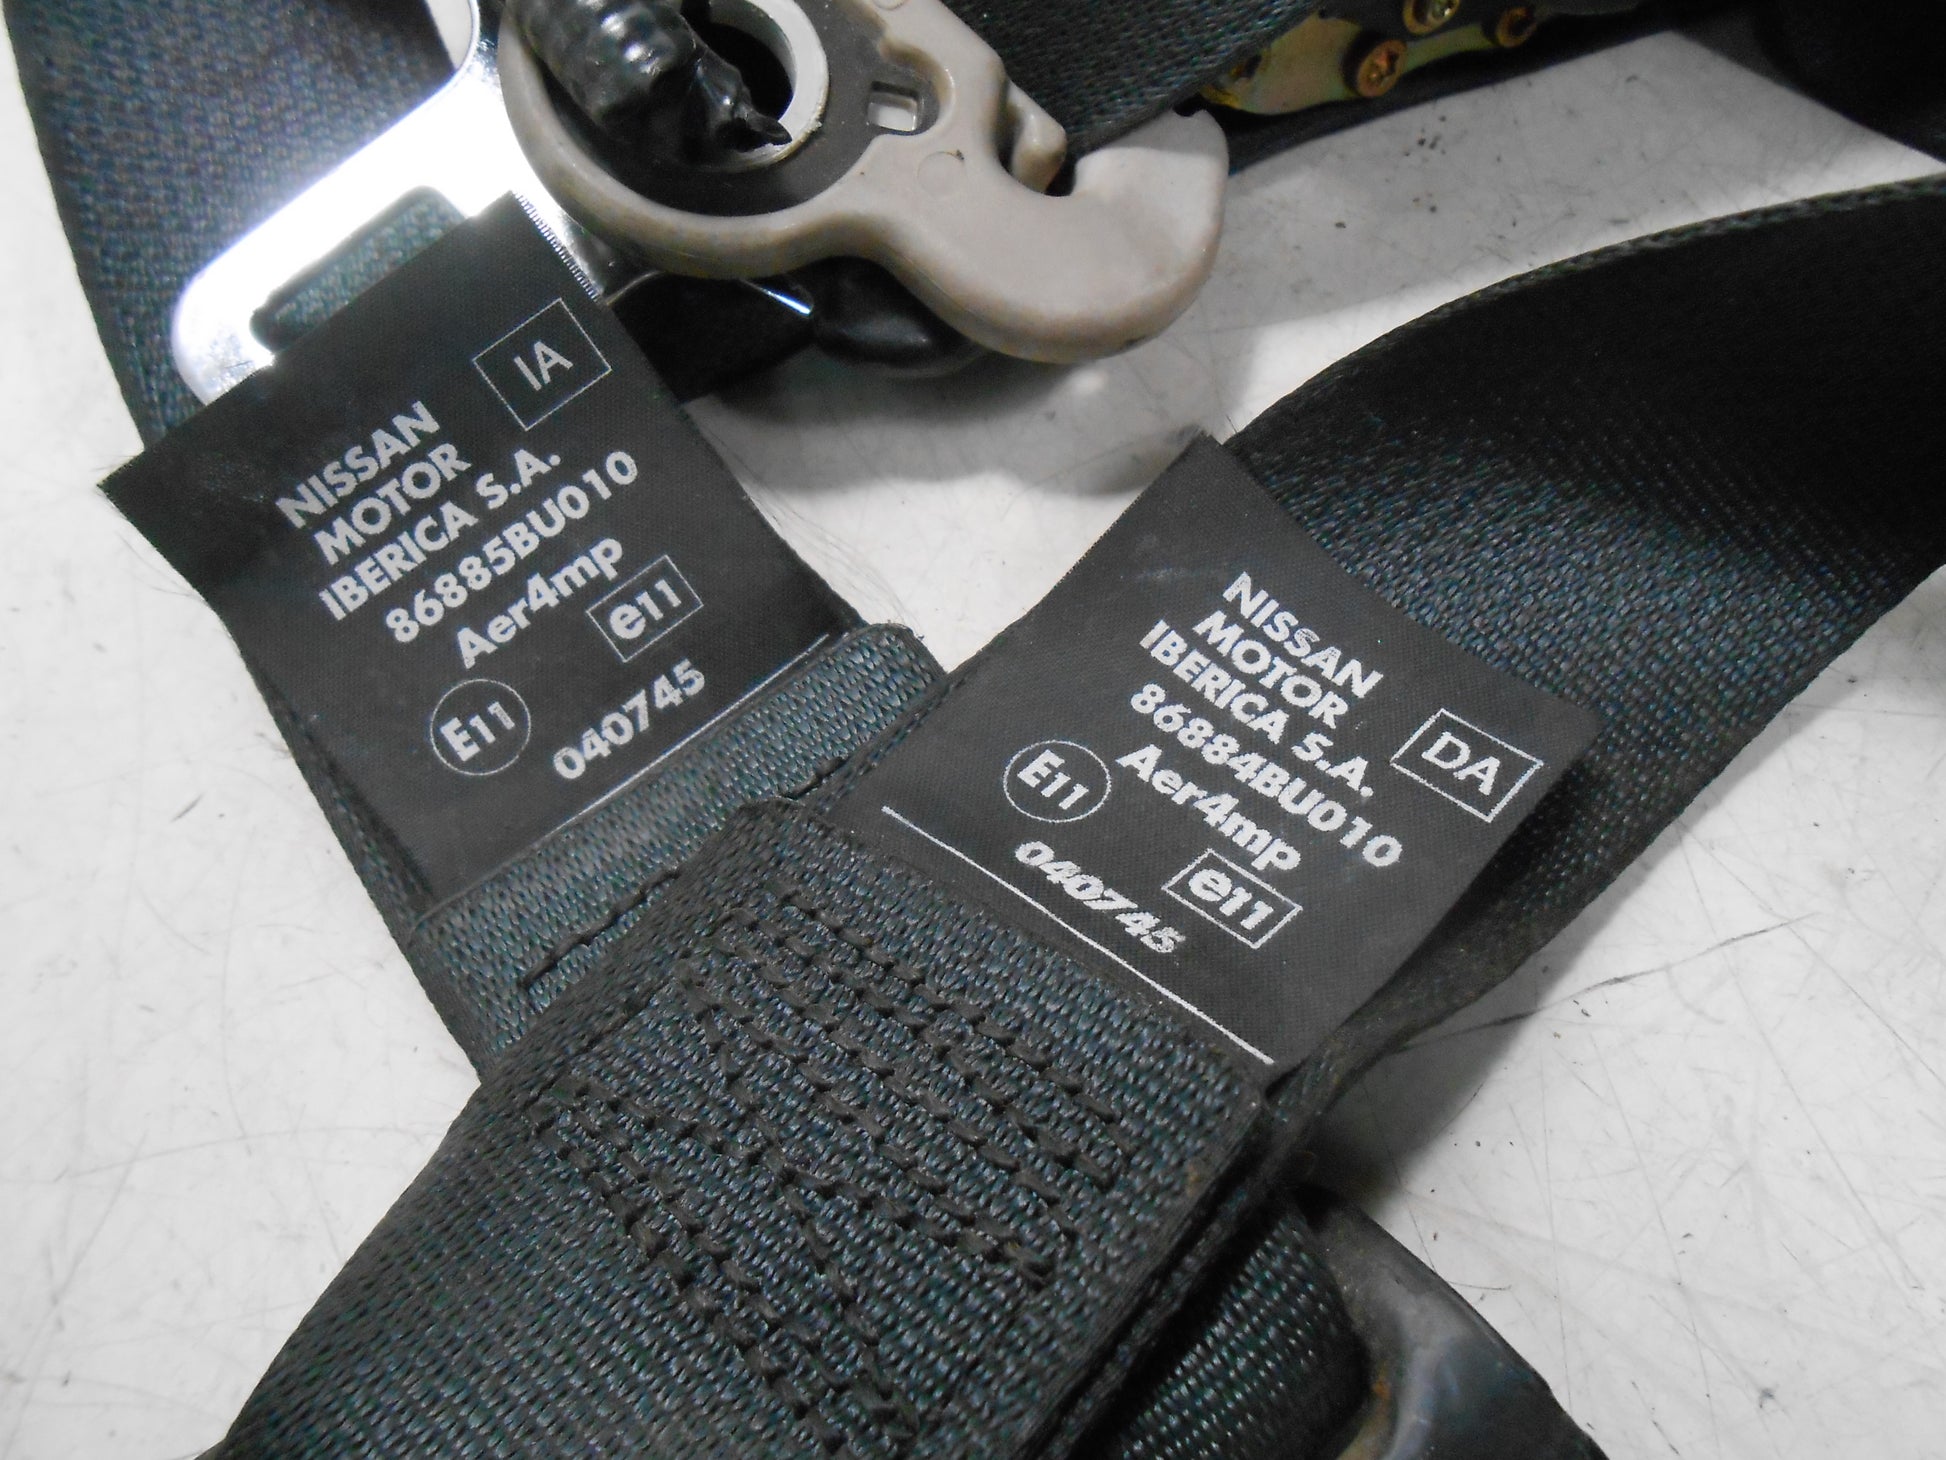 IA
NISSAN
MOTOR
IBERICA S.A.
86885BU010
Aer4mp
e11
E11
040745
NISSAN
MOTOR
IBERICA S.A.
86884BU010
Aer4mp
DA
E11
e11
040745